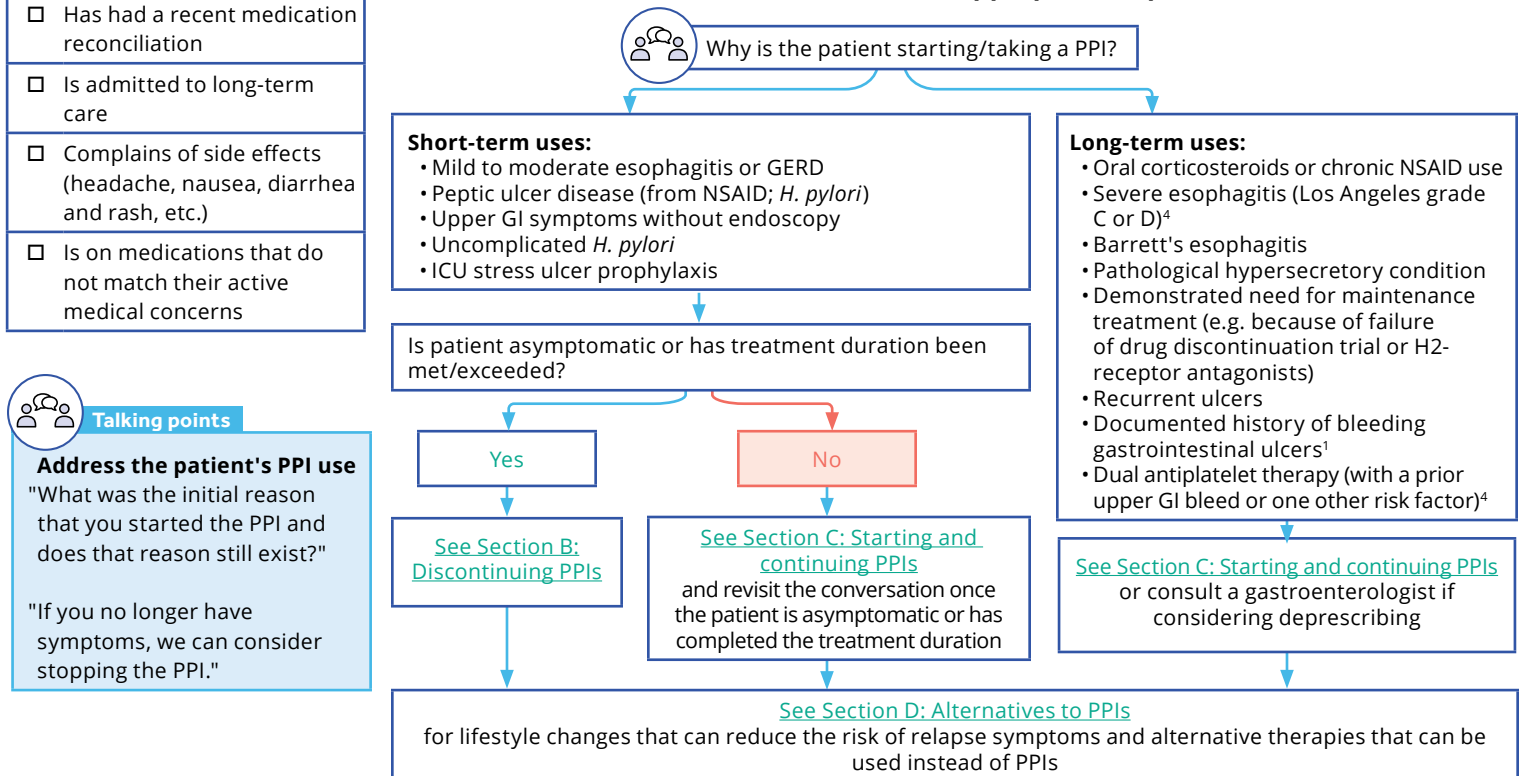 ☐ Has had a recent medication
reconciliation
☐ Is admitted to long-term
care
☐ Complains of side effects
(headache, nausea, diarrhea
and rash, etc.)
☐ Is on medications that do
not match their active
medical concerns
Talking points
Address the patient's PPI use
"What was the initial reason
that you started the PPI and
does that reason still exist?"
"If you no longer have
symptoms, we can consider
stopping the PPI."
Why is the patient starting/taking a PPI?
Short-term uses:
• Mild to moderate esophagitis or GERD
• Peptic ulcer disease (from NSAID; H. pylori)
• Upper GI symptoms without endoscopy
• Uncomplicated H. pylori
• ICU stress ulcer prophylaxis
Long-term uses:
• Oral corticosteroids or chronic NSAID use
• Severe esophagitis (Los Angeles grade
C or D)⁴
• Barrett's esophagitis
• Pathological hypersecretory condition
• Demonstrated need for maintenance
treatment (e.g. because of failure
of drug discontinuation trial or H2-
receptor antagonists)
• Recurrent ulcers
• Documented history of bleeding
gastrointestinal ulcers¹
• Dual antiplatelet therapy (with a prior
upper GI bleed or one other risk factor)⁴
Is patient asymptomatic or has treatment duration been
met/exceeded?
Yes
No
See Section B:
Discontinuing PPIs
See Section C: Starting and
continuing PPIs
and revisit the conversation once
the patient is asymptomatic or has
completed the treatment duration
See Section C: Starting and continuing PPIs
or consult a gastroenterologist if
considering deprescribing
See Section D: Alternatives to PPIs
for lifestyle changes that can reduce the risk of relapse symptoms and alternative therapies that can be
used instead of PPIs